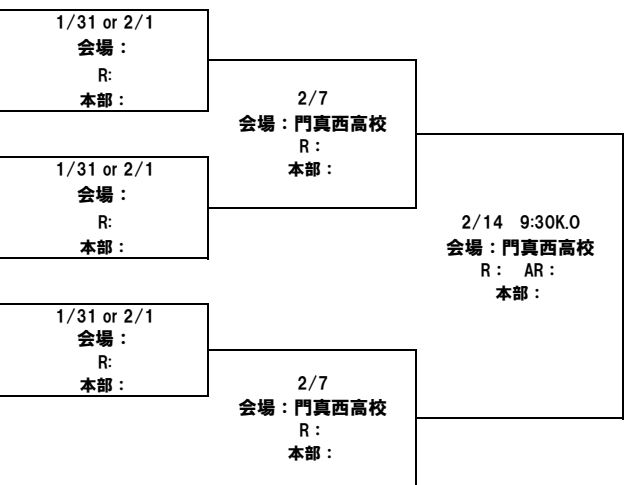 1/31 or 2/1
会場：
R:
本部：
2/7
会場：門真西高校
R：
本部：
1/31 or 2/1
会場：
R:
本部：
2/14 9:30K.O
会場：門真西高校
R： AR：
本部：
1/31 or 2/1
会場：
R:
本部：
2/7
会場：門真西高校
R：
本部：